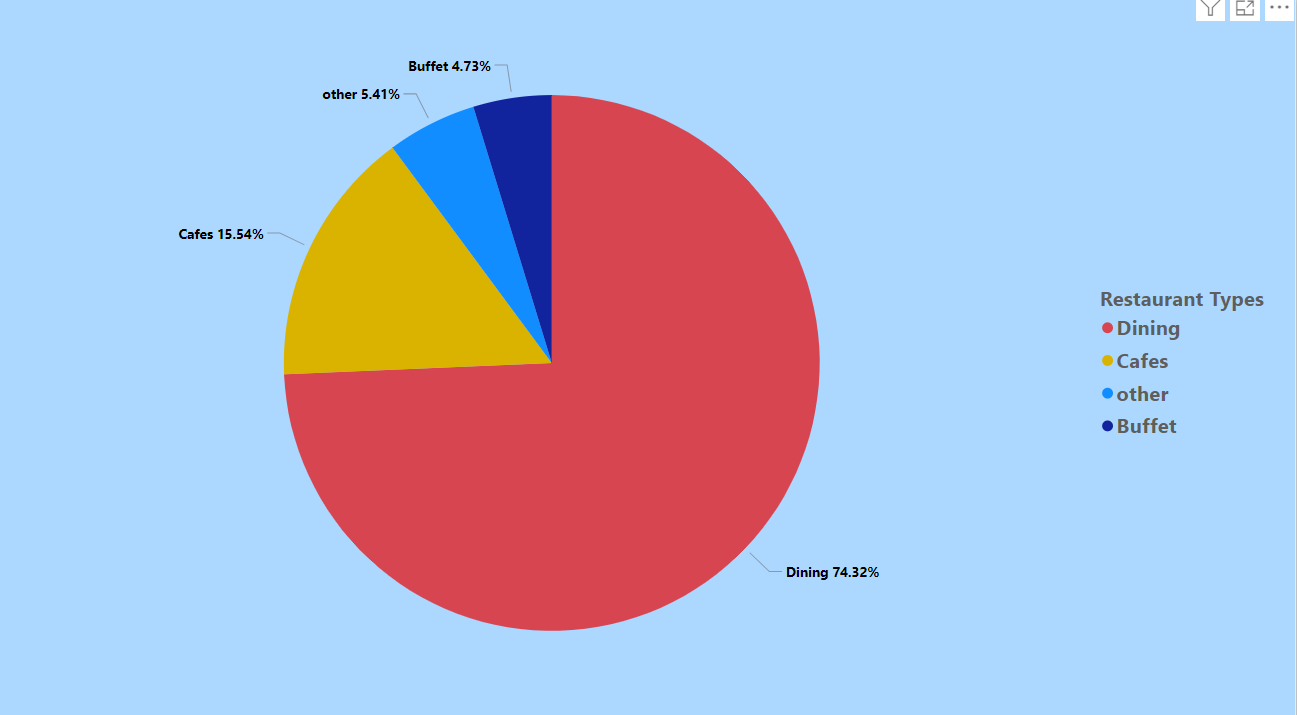 Buffet 4.73%
other 5.41%
Cafes 15.54%
Dining 74.32%
Restaurant Types
Dining
Cafes
other
Buffet